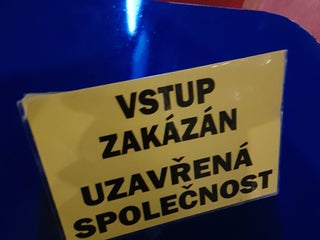 VSTUP
ZAKÁZÁN
UZAVŘENÁ
SPOLEČNOST